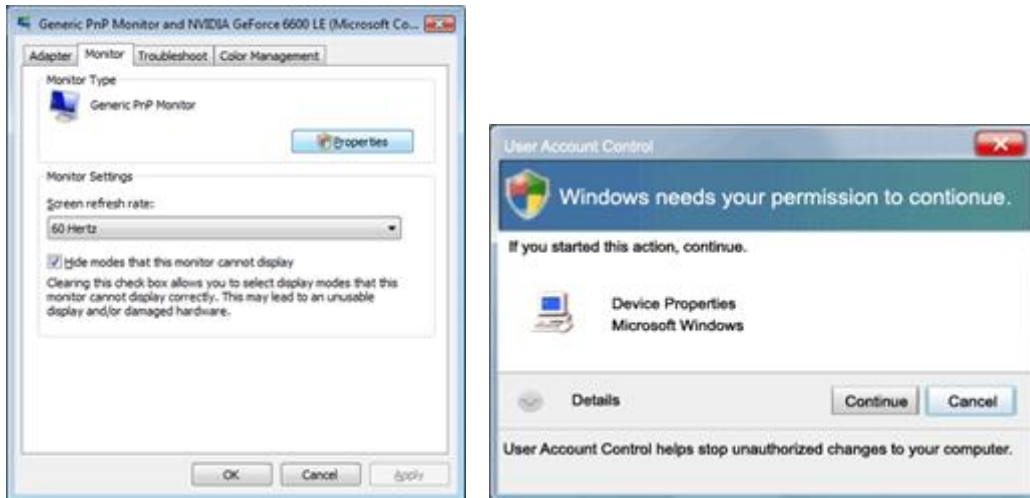 Generic PnP Monitor and NVIDIA GeForce 6600 LE (Microsoft Co...
Adapter Monitor Troubleshoot Color Management
Monitor Type
Generic PnP Monitor
Properties
Monitor Settings
Screen refresh rate:
60 Hertz
Hide modes that this monitor cannot display
Clearing this check box allows you to select display modes that this
monitor cannot display correctly. This may lead to an unusable
display and/or damaged hardware.
OK Cancel Apply
User Account Control
Windows needs your permission to contionue.
If you started this action, continue.
Device Properties
Microsoft Windows
Details Continue Cancel
User Account Control helps stop unauthorized changes to your computer.